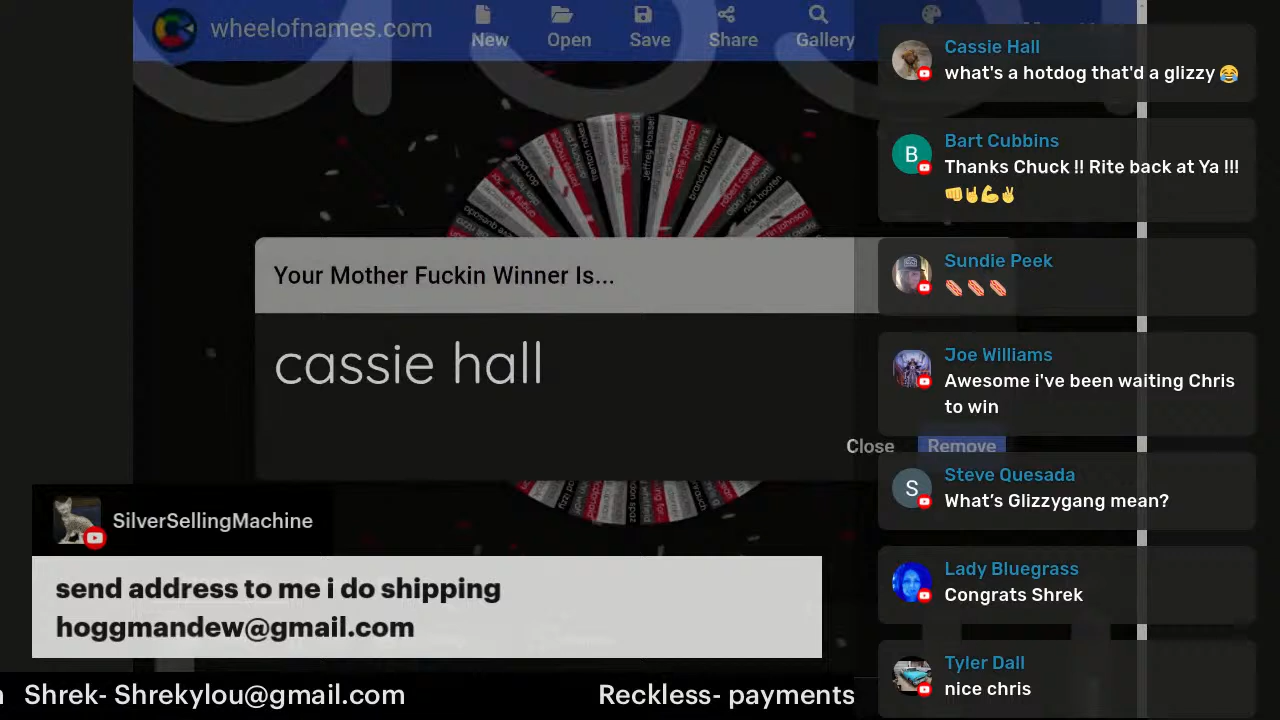 wheelofnames.com
New
Open
Save
Share
Gallery
Your Mother Fuckin Winner Is...
cassie hall
Close
Remove
SilverSellingMachine
send address to me i do shipping
hoggmandew@gmail.com
Shrek- Shrekylou@gmail.com
Reckless- payments
Cassie Hall
what's a hotdog that'd a glizzy 😂
Bart Cubbins
B
Thanks Chuck !! Rite back at Ya !!!
👊🤘💪✌
Sundie Peek
🌭🌭🌭
Joe Williams
Awesome i've been waiting Chris
to win
Steve Quesada
S
What's Glizzygang mean?
Lady Bluegrass
Congrats Shrek
Tyler Dall
nice chris